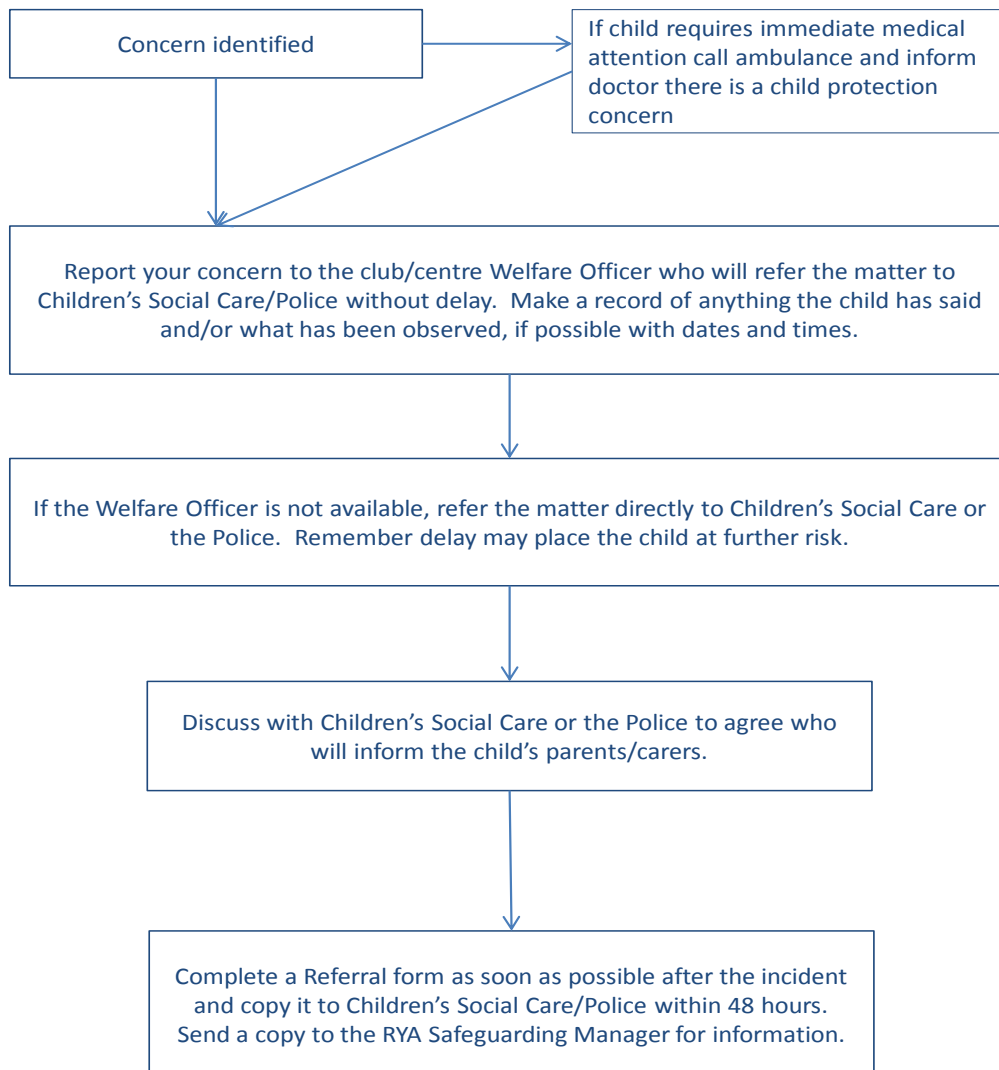 Concern identified
If child requires immediate medical
attention call ambulance and inform
doctor there is a child protection
concern
Report your concern to the club/centre Welfare Officer who will refer the matter to
Children’s Social Care/Police without delay.  Make a record of anything the child has said
and/or what has been observed, if possible with dates and times.
If the Welfare Officer is not available, refer the matter directly to Children’s Social Care or
the Police.  Remember delay may place the child at further risk.
Discuss with Children’s Social Care or the Police to agree who
will inform the child’s parents/carers.
Complete a Referral form as soon as possible after the incident
and copy it to Children’s Social Care/Police within 48 hours.
Send a copy to the RYA Safeguarding Manager for information.